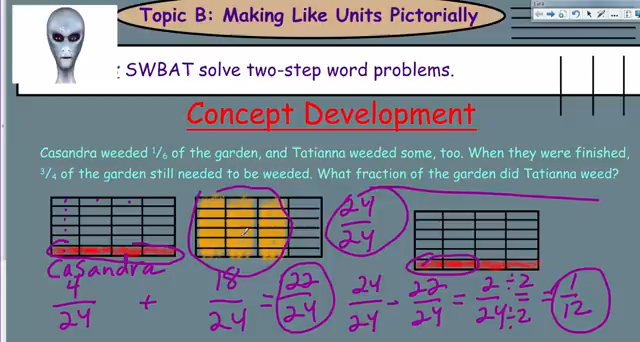 Topic B: Making Like Units Pictorially
SWBAT solve two-step word problems.
Concept Development
Casandra weeded 1/6 of the garden, and Tatianna weeded some, too. When they were finished,
3/4 of the garden still needed to be weeded. What fraction of the garden did Tatianna weed?
24/24
Casandra
4/24 + 18/24 = 22/24 24/24 - 22/24 = 2/24 ÷2/÷2 = 1/12